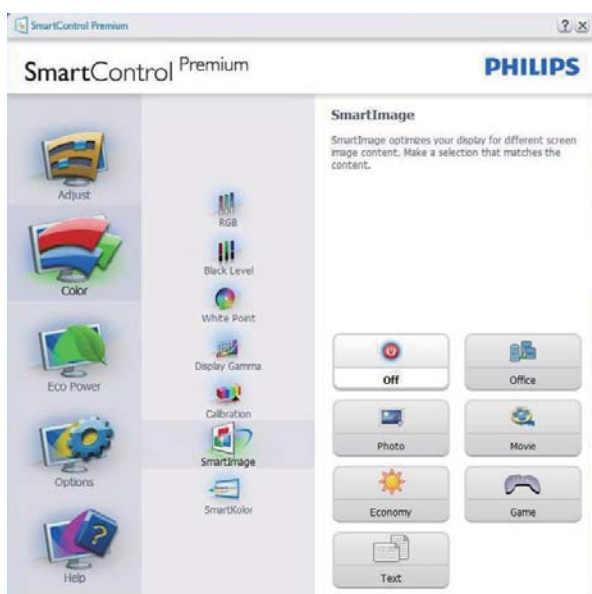 SmartControl Premium
? x
SmartControl Premium
PHILIPS
Adjust
Color
Eco Power
Options
Help
RGB
Black Level
White Point
Display Gamma
Calibration
SmartImage
SmartKolor
SmartImage
SmartImage optimizes your display for different screen
image content. Make a selection that matches the
content.
Off
Office
Photo
Movie
Economy
Game
Text